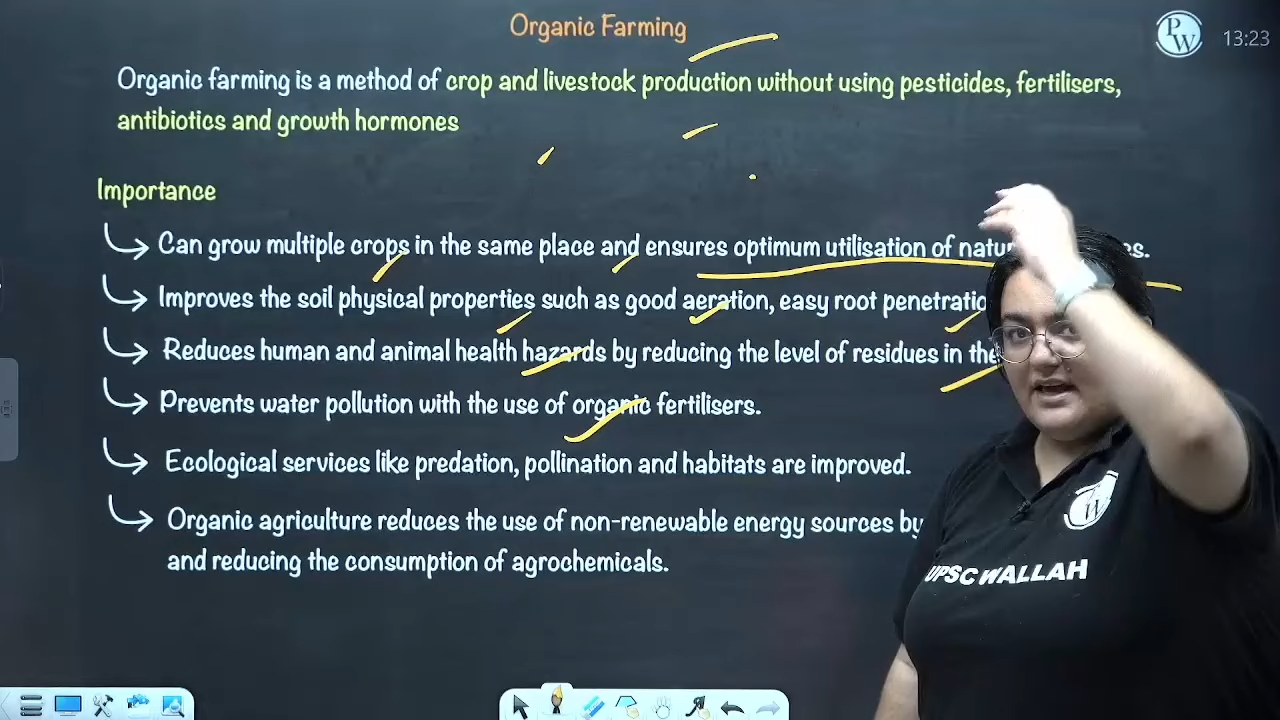 Organic Farming
PW
13:23
Organic farming is a method of crop and livestock production without using pesticides, fertilisers,
antibiotics and growth hormones
Importance
Can grow multiple crops in the same place and ensures optimum utilisation of
Improves the soil physical properties such as good aeration, easy root
Reduces human and animal health hazards by reducing the level of residues in the
Prevents water pollution with the use of organic fertilisers.
Ecological services like predation, pollination and habitats are improved.
Organic agriculture reduces the use of non-renewable energy sources by
and reducing the consumption of agrochemicals.
PW
UPSC WALLAH